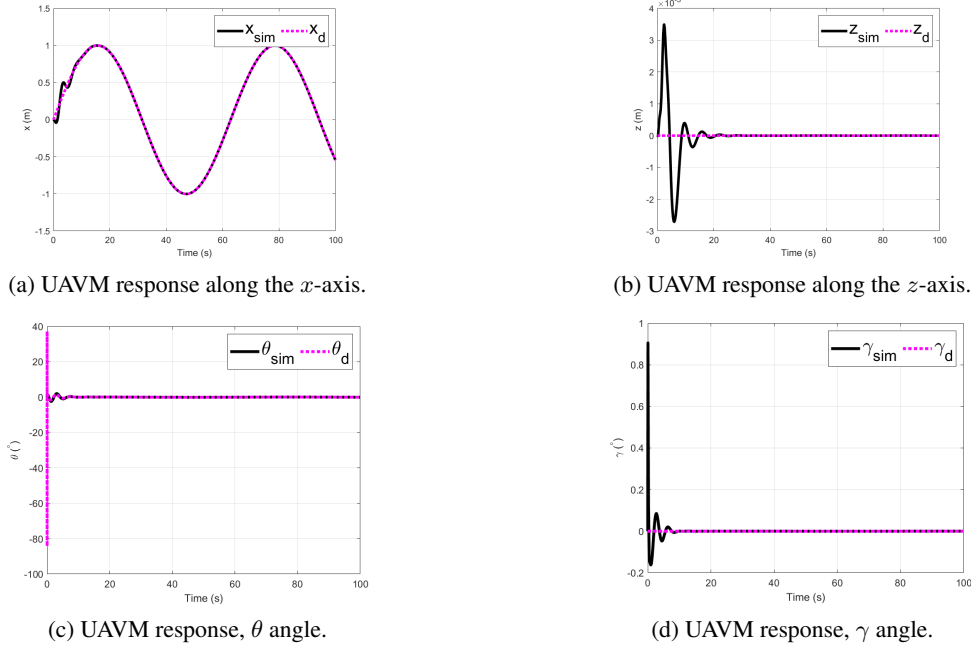 x_sim x_d
1.5
1
0.5
0
-0.5
-1
-1.5
x (m)
0 20 40 60 80 100
Time (s)
(a) UAVM response along the x-axis.
z_sim z_d
4
3
2
1
0
-1
-2
-3
z (m)
0 20 40 60 80 100
Time (s)
(b) UAVM response along the z-axis.
θ_sim θ_d
40
20
0
-20
-40
-60
-80
-100
θ (°)
0 20 40 60 80 100
Time (s)
(c) UAVM response, θ angle.
γ_sim γ_d
1
0.8
0.6
0.4
0.2
0
-0.2
γ (°)
0 20 40 60 80 100
Time (s)
(d) UAVM response, γ angle.